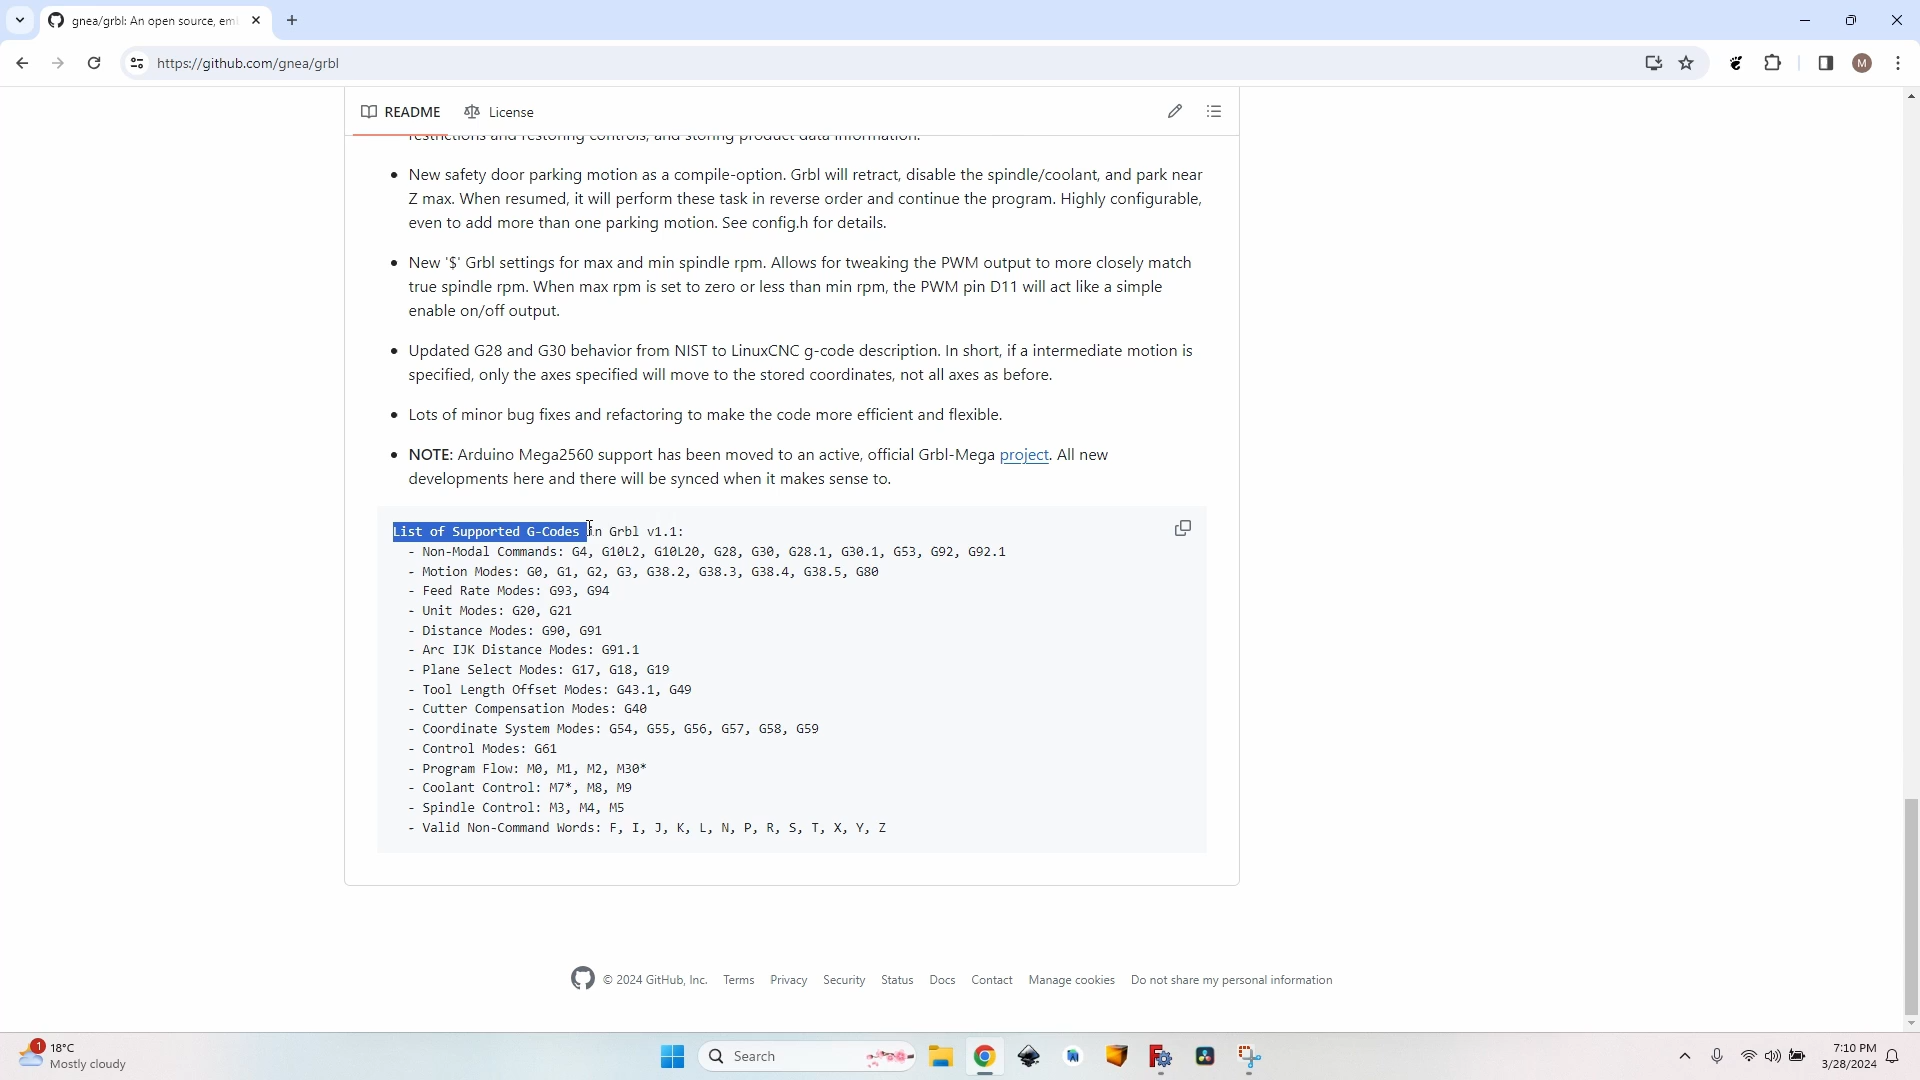 gnea/grbl: An open source, em
https://github.com/gnea/grbl
M
README
License
restrictions and restoring controls, and storing product data information.
New safety door parking motion as a compile-option. Grbl will retract, disable the spindle/coolant, and park near
Z max. When resumed, it will perform these task in reverse order and continue the program. Highly configurable,
even to add more than one parking motion. See config.h for details.
New '$' Grbl settings for max and min spindle rpm. Allows for tweaking the PWM output to more closely match
true spindle rpm. When max rpm is set to zero or less than min rpm, the PWM pin D11 will act like a simple
enable on/off output.
Updated G28 and G30 behavior from NIST to LinuxCNC g-code description. In short, if a intermediate motion is
specified, only the axes specified will move to the stored coordinates, not all axes as before.
Lots of minor bug fixes and refactoring to make the code more efficient and flexible.
NOTE: Arduino Mega2560 support has been moved to an active, official Grbl-Mega project. All new
developments here and there will be synced when it makes sense to.
List of Supported G-Codes in Grbl v1.1:
- Non-Modal Commands: G4, G10L2, G10L20, G28, G30, G28.1, G30.1, G53, G92, G92.1
- Motion Modes: G0, G1, G2, G3, G38.2, G38.3, G38.4, G38.5, G80
- Feed Rate Modes: G93, G94
- Unit Modes: G20, G21
- Distance Modes: G90, G91
- Arc IJK Distance Modes: G91.1
- Plane Select Modes: G17, G18, G19
- Tool Length Offset Modes: G43.1, G49
- Cutter Compensation Modes: G40
- Coordinate System Modes: G54, G55, G56, G57, G58, G59
- Control Modes: G61
- Program Flow: M0, M1, M2, M30*
- Coolant Control: M7*, M8, M9
- Spindle Control: M3, M4, M5
- Valid Non-Command Words: F, I, J, K, L, N, P, R, S, T, X, Y, Z
© 2024 GitHub, Inc. Terms Privacy Security Status Docs Contact Manage cookies Do not share my personal information
1
18°C
Mostly cloudy
Search
7:10 PM
3/28/2024